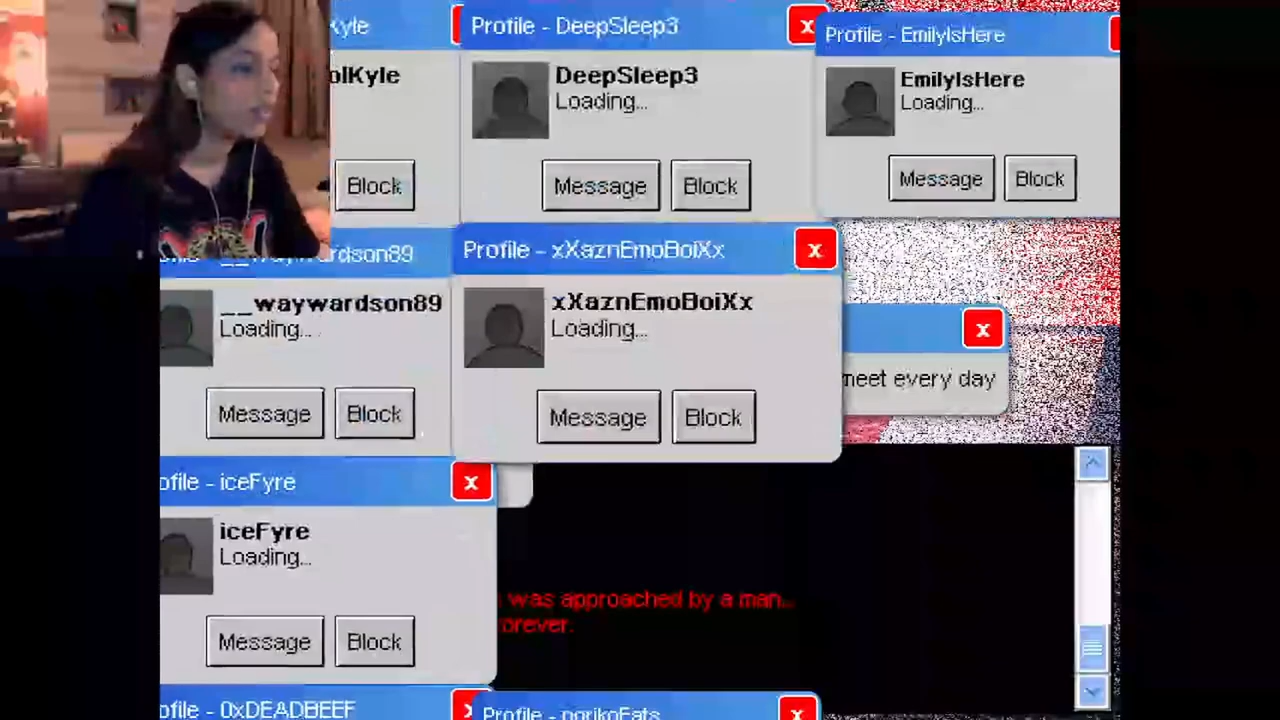 Kyle
Profile - DeepSleep3
x
Profile - EmilyIsHere
olKyle
DeepSleep3
Loading...
EmilyIsHere
Loading...
Block
Message
Block
Message
Block
Profile - xXaznEmoBoiXx
x
__waywardson89
Loading...
xXaznEmoBoiXx
Loading...
x
meet every day
Message
Block
Message
Block
ofile - iceFyre
x
iceFyre
Loading...
was approached by a man...
orever.
Message
Block
ofile - 0xDEADBEEF
x
Profile - norikoEats
x